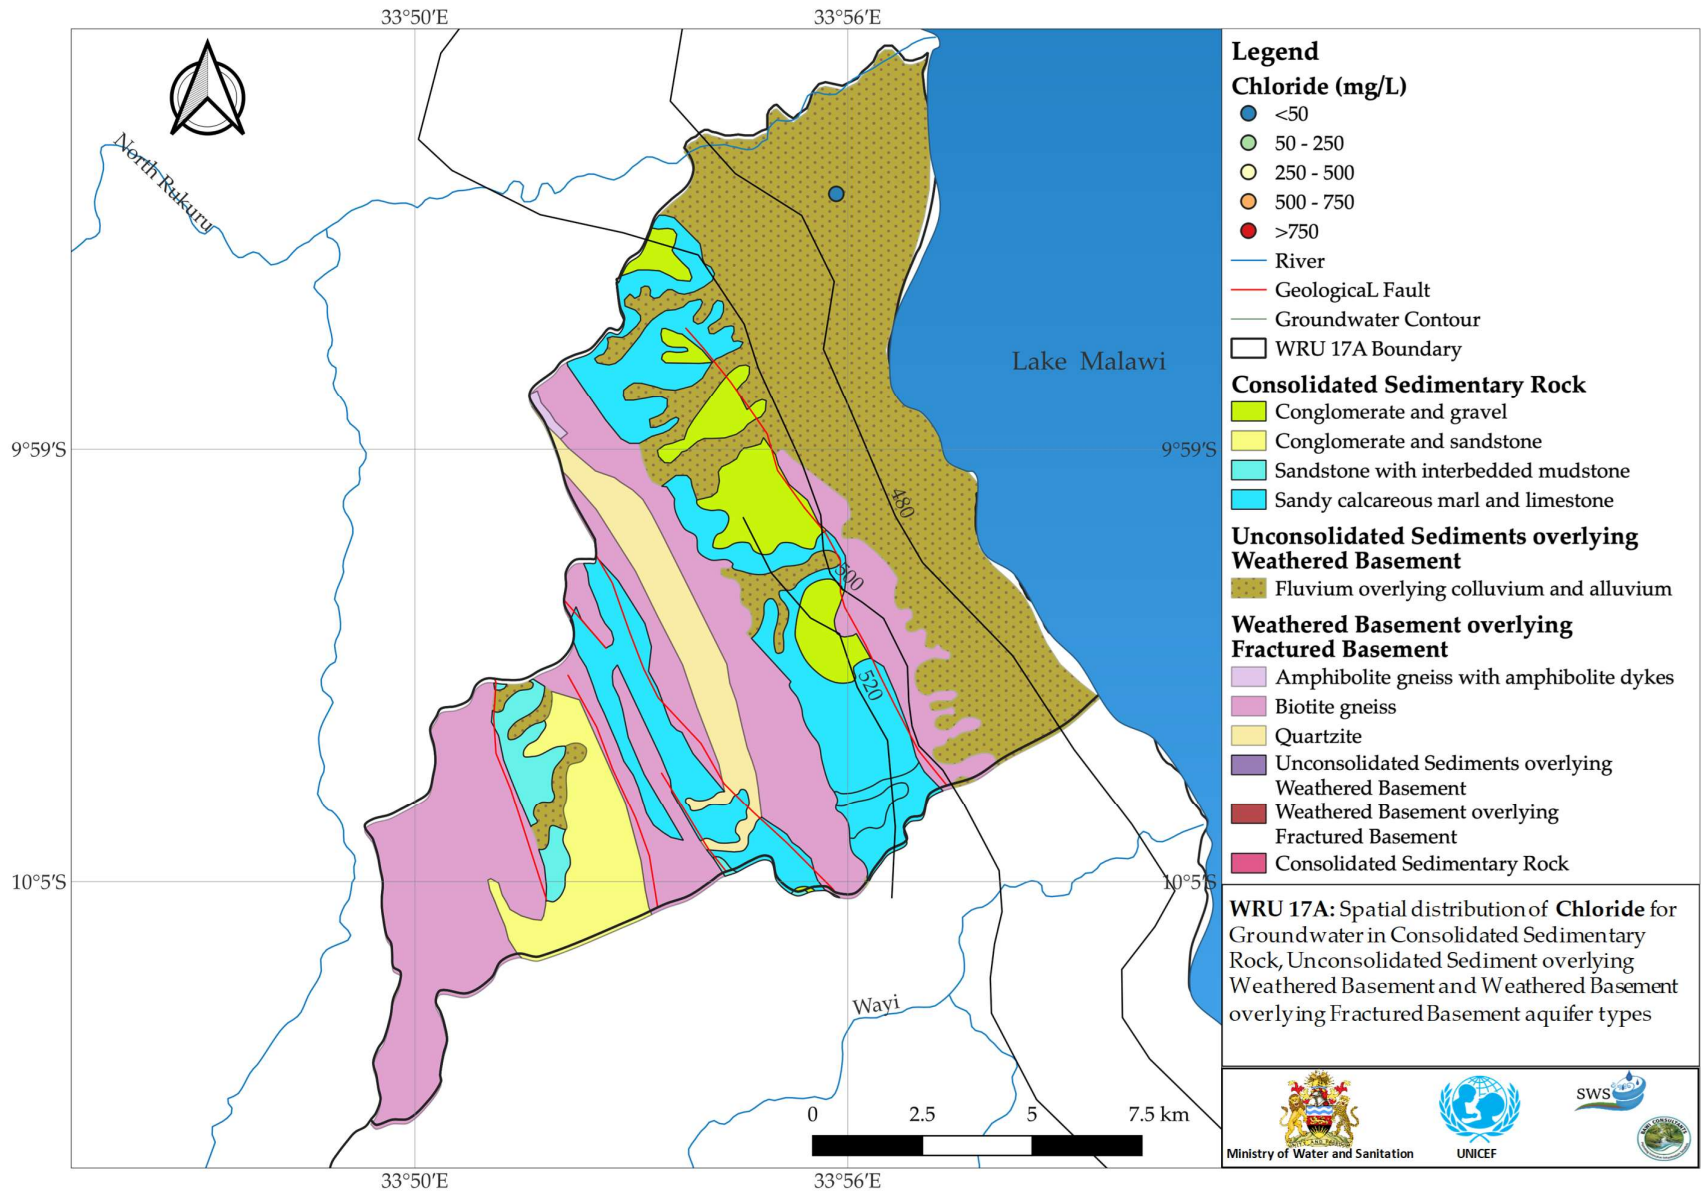 33°50′E
33°56′E
North Rukuru
Lake Malawi
9°59′S
9°59′S
480
500
520
10°5′S
10°5′S
Wayi
0 2.5 5 7.5 km
33°50′E
33°56′E
Legend
Chloride (mg/L)
<50
50 - 250
250 - 500
500 - 750
>750
River
GeologicaL Fault
Groundwater Contour
WRU 17A Boundary
Consolidated Sedimentary Rock
Conglomerate and gravel
Conglomerate and sandstone
Sandstone with interbedded mudstone
Sandy calcareous marl and limestone
Unconsolidated Sediments overlying
Weathered Basement
Fluvium overlying colluvium and alluvium
Weathered Basement overlying
Fractured Basement
Amphibolite gneiss with amphibolite dykes
Biotite gneiss
Quartzite
Unconsolidated Sediments overlying
Weathered Basement
Weathered Basement overlying
Fractured Basement
Consolidated Sedimentary Rock
WRU 17A: Spatial distribution of Chloride for
Groundwater in Consolidated Sedimentary
Rock, Unconsolidated Sediment overlying
Weathered Basement and Weathered Basement
overlying Fractured Basement aquifer types
Ministry of Water and Sanitation
UNICEF
SWS